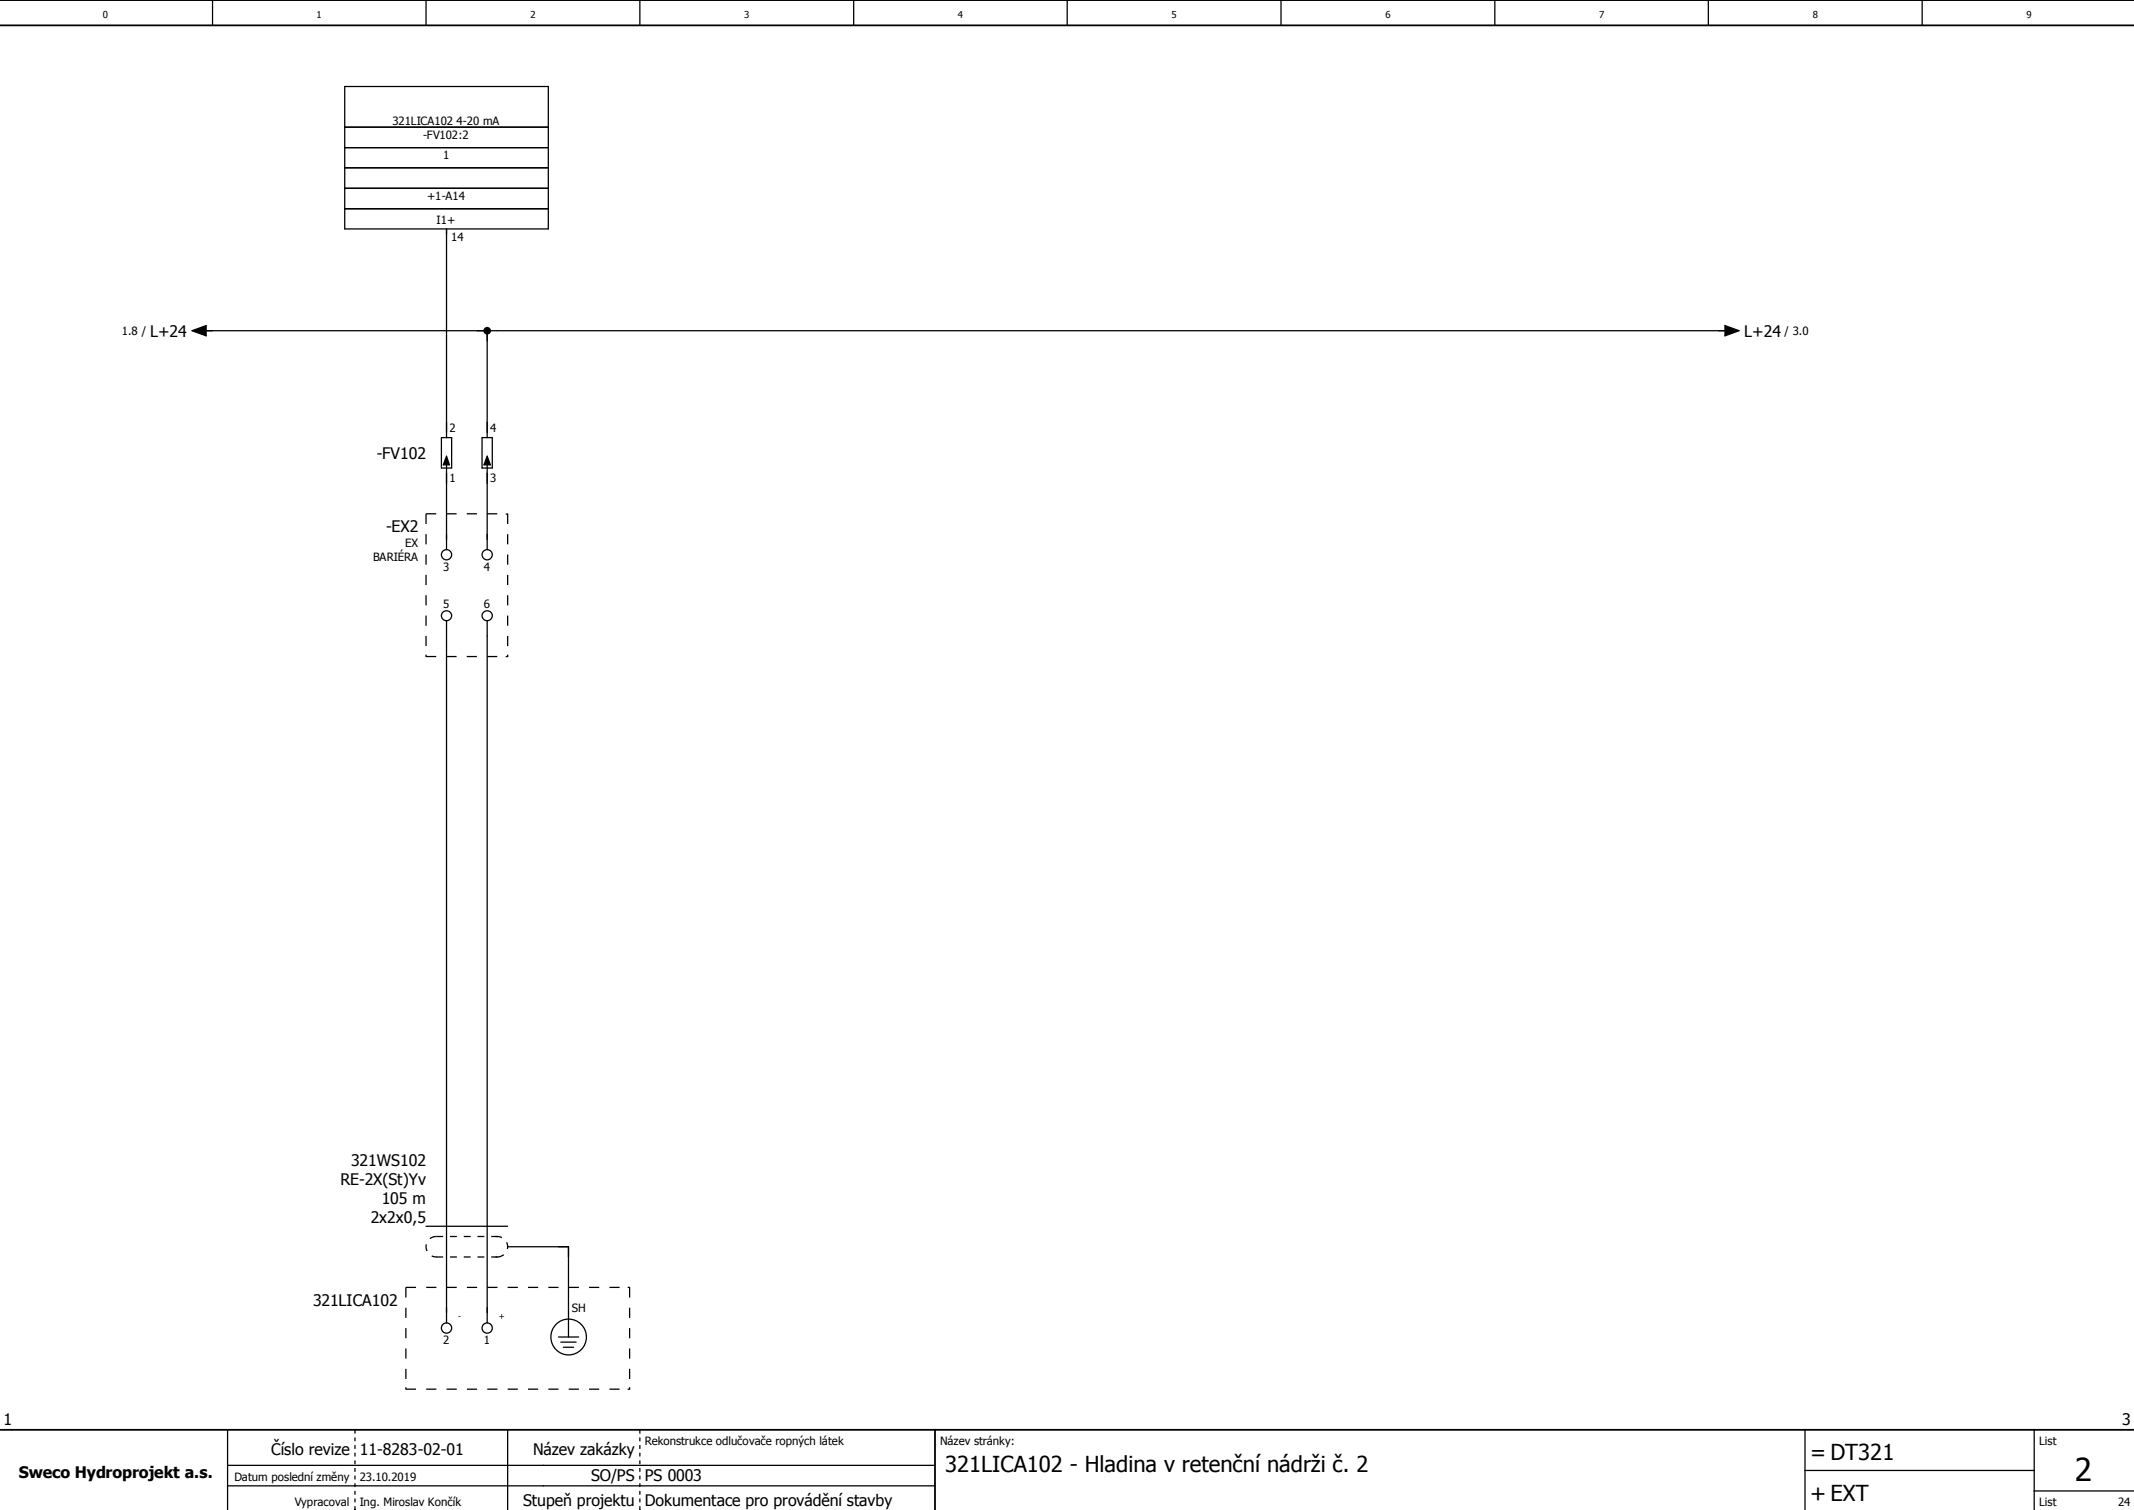 0 1 2 3 4 5 6 7 8 9
321LICA102 4-20 mA
-FV102:2
1
+1-A14
I1+
14
1.8 / L+24
L+24 / 3.0
2 4
-FV102
1 3
-EX2
EX
BARIÉRA
3 4
5 6
321WS102
RE-2X(St)Yv
105 m
2x2x0,5
321LICA102
- + SH
2 1
1 3
Sweco Hydroprojekt a.s.
Číslo revize 11-8283-02-01
Datum poslední změny 23.10.2019
Vypracoval Ing. Miroslav Končík
Název zakázky Rekonstrukce odlučovače ropných látek
SO/PS PS 0003
Stupeň projektu Dokumentace pro provádění stavby
Název stránky:
321LICA102 - Hladina v retenční nádrži č. 2
= DT321
+ EXT
List
2
List 24